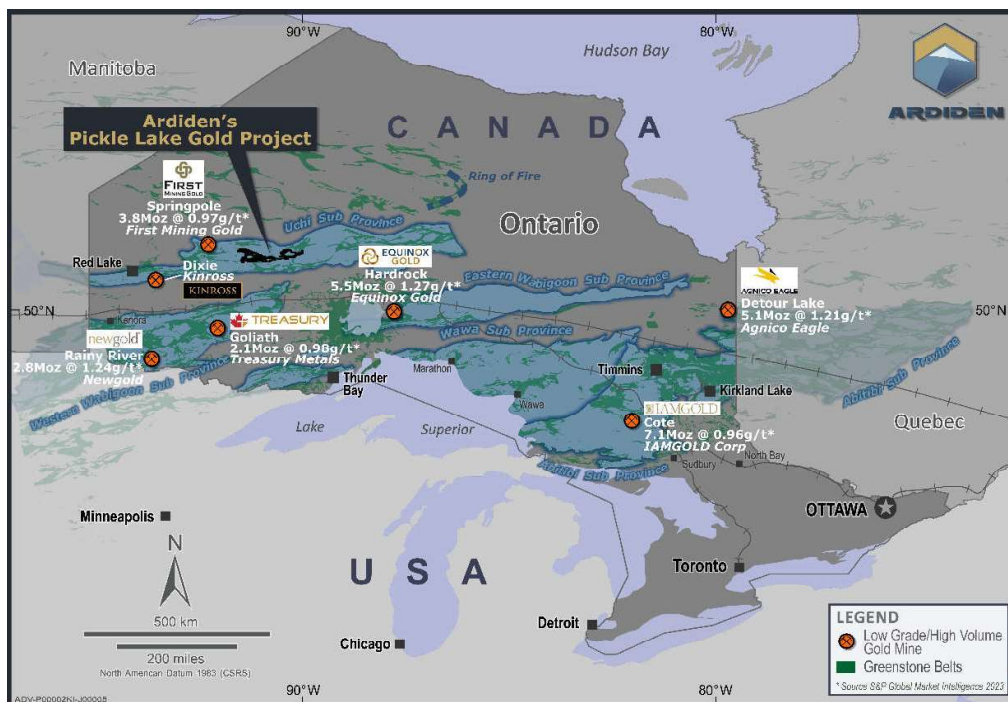 90°W
80°W
Hudson Bay
Manitoba
ARDIDEN
Ardiden's
Pickle Lake Gold Project
CANADA
Ring of Fire
FIRST
MINING GOLD
Springpole
3.8Moz @ 0.97g/t*
First Mining Gold
Uchi Sub Province
Ontario
Red Lake
Dixie
Kinross
KINROSS
EQUINOX
GOLD
Hardrock
5.5Moz @ 1.27g/t*
Equinox Gold
Eastern Wabigoon Sub Province
AGNICO EAGLE
Detour Lake
5.1Moz @ 1.21g/t*
Agnico Eagle
50°N
50°N
Kenora
newgold
Rainy River
2.8Moz @ 1.24g/t*
Newgold
TREASURY
Goliath
2.1Moz @ 0.98g/t*
Treasury Metals
Wawa Sub Province
Western Wabigoon Sub Province
Thunder
Bay
Marathon
Timmins
Kirkland Lake
Abitibi Sub Province
Wawa
IAMGOLD
Cote
7.1Moz @ 0.96g/t*
IAMGOLD Corp
Quebec
Lake Superior
Abitibi Sub Province
Sudbury
North Bay
Minneapolis
OTTAWA
N
USA
Toronto
500 km
200 miles
North American Datum 1983 (CSRS)
Detroit
Chicago
LEGEND
Low Grade/High Volume
Gold Mine
Greenstone Belts
* Source S&P Global Market Intelligence 2023
90°W
80°W